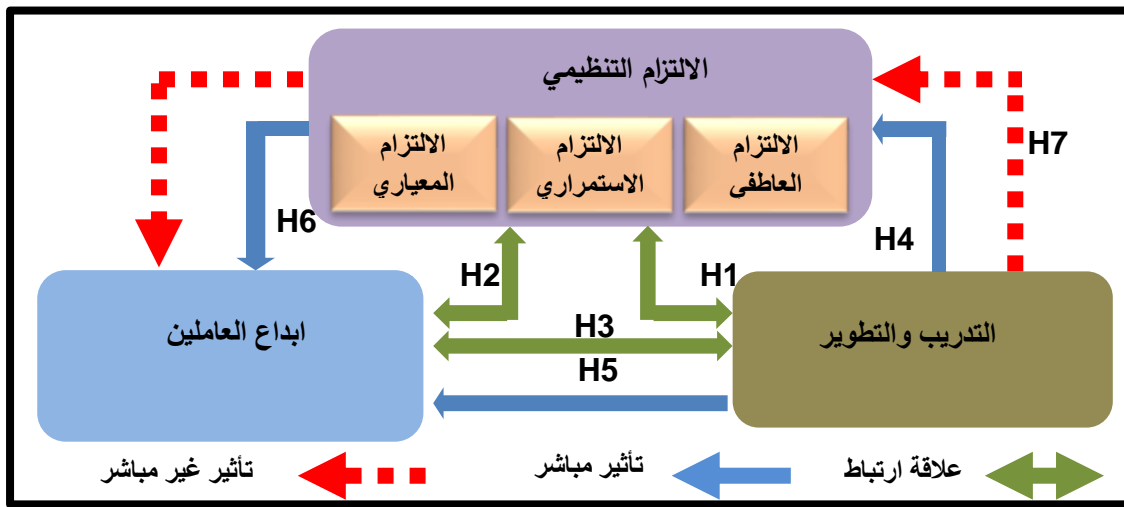 الالتزام التنظيمي
الالتزام
العاطفي
الالتزام
الاستمراري
الالتزام
المعياري
H7
H4
H6
H1
H2
التدريب والتطوير
H3
ابداع العاملين
H5
علاقة ارتباط
تأثير مباشر
تأثير غير مباشر